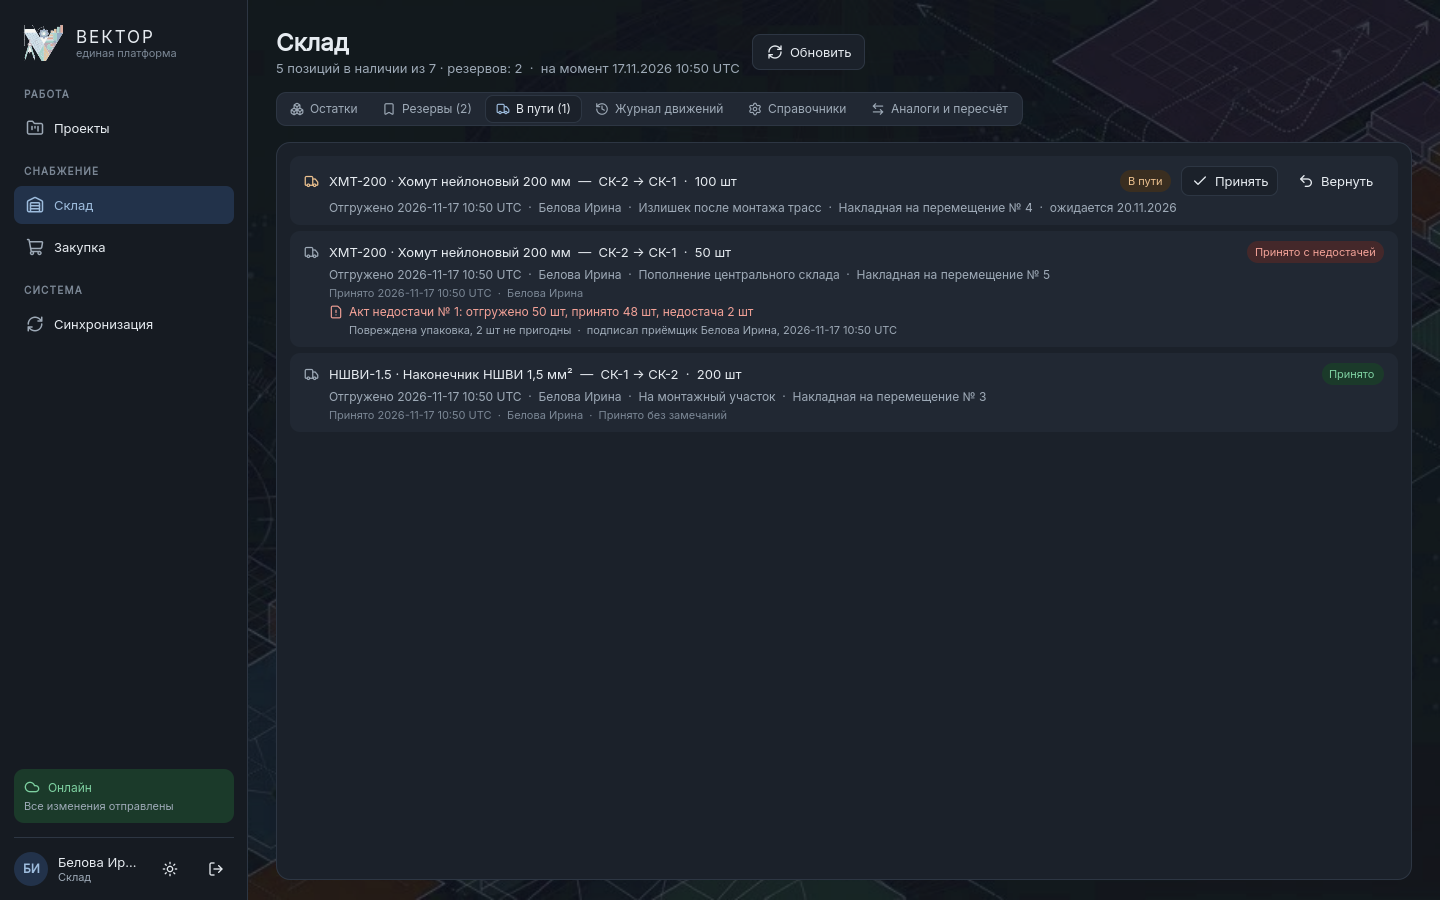 ВЕКТОР
единая платформа
РАБОТА
Проекты
СНАБЖЕНИЕ
Склад
Закупка
СИСТЕМА
Синхронизация
Онлайн
Все изменения отправлены
БИ
Белова Ир...
Склад
Склад
5 позиций в наличии из 7 · резервов: 2 · на момент 17.11.2026 10:50 UTC
Обновить
Остатки
Резервы (2)
В пути (1)
Журнал движений
Справочники
Аналоги и пересчёт
ХМТ-200 · Хомут нейлоновый 200 мм — СК-2 → СК-1 · 100 шт
В пути
Принять
Вернуть
Отгружено 2026-11-17 10:50 UTC · Белова Ирина · Излишек после монтажа трасс · Накладная на перемещение № 4 · ожидается 20.11.2026
ХМТ-200 · Хомут нейлоновый 200 мм — СК-2 → СК-1 · 50 шт
Принято с недостачей
Отгружено 2026-11-17 10:50 UTC · Белова Ирина · Пополнение центрального склада · Накладная на перемещение № 5
Принято 2026-11-17 10:50 UTC · Белова Ирина
Акт недостачи № 1: отгружено 50 шт, принято 48 шт, недостача 2 шт
Повреждена упаковка, 2 шт не пригодны · подписал приёмщик Белова Ирина, 2026-11-17 10:50 UTC
НШВИ-1.5 · Наконечник НШВИ 1,5 мм² — СК-1 → СК-2 · 200 шт
Принято
Отгружено 2026-11-17 10:50 UTC · Белова Ирина · На монтажный участок · Накладная на перемещение № 3
Принято 2026-11-17 10:50 UTC · Белова Ирина · Принято без замечаний